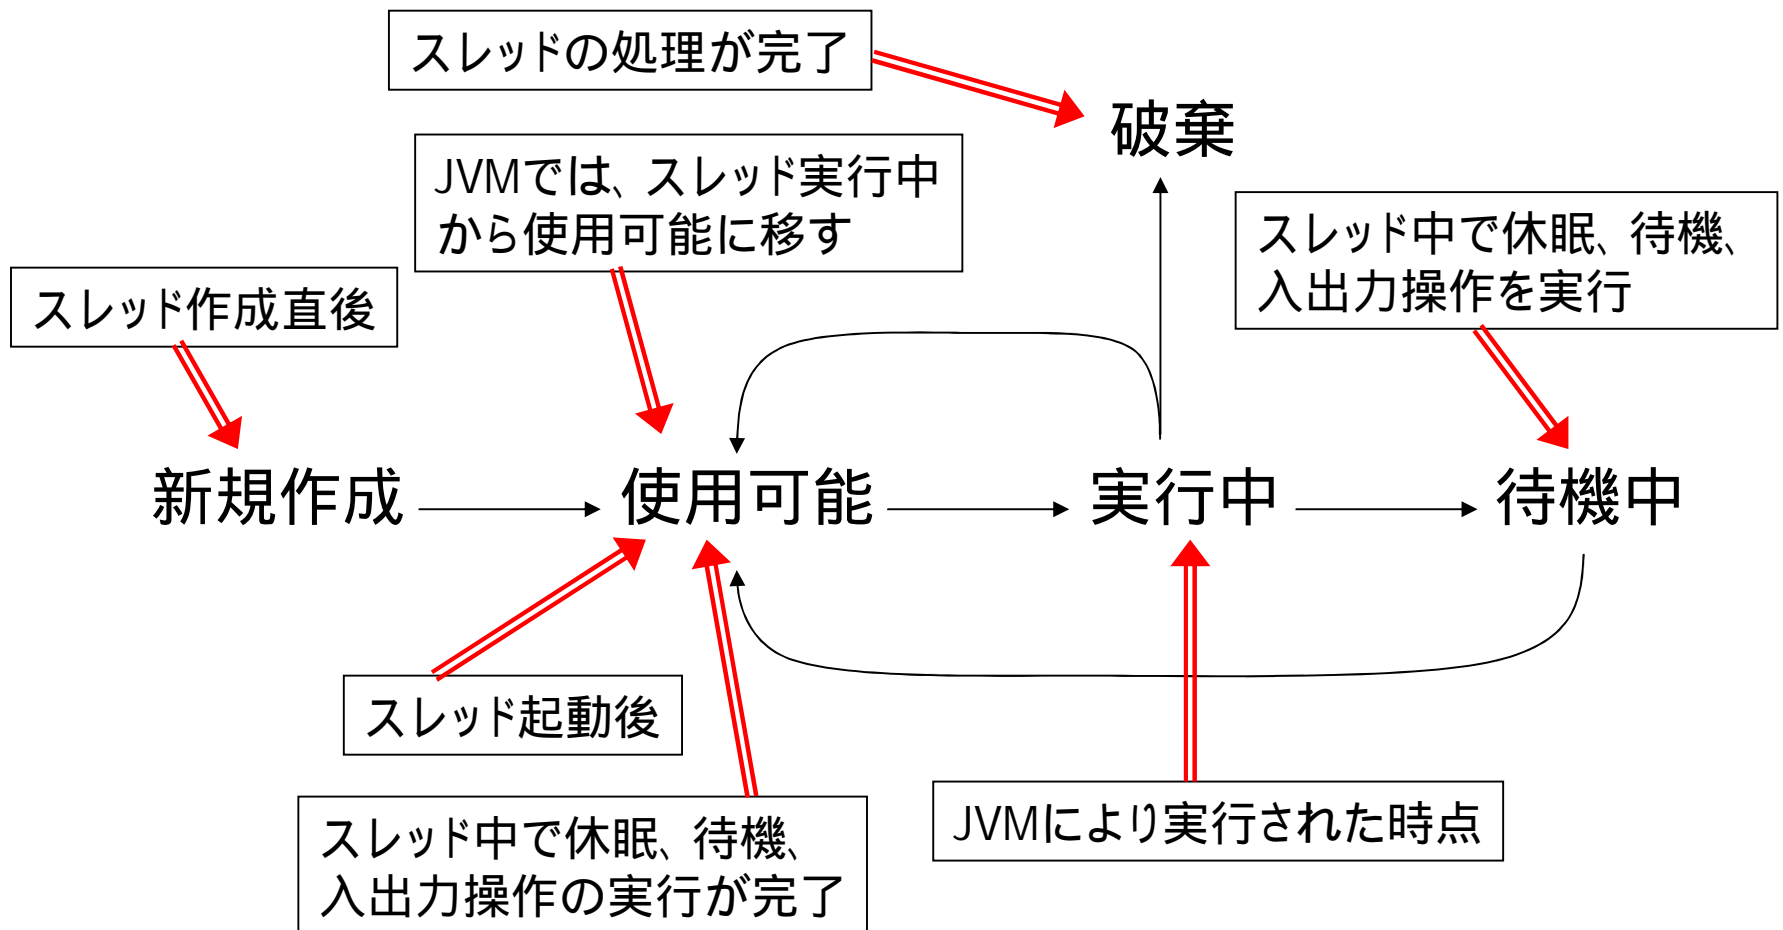 スレッドの処理が完了
破棄
JVMでは、スレッド実行中
から使用可能に移す
スレッド中で休眠、待機、
入出力操作を実行
スレッド作成直後
新規作成
使用可能
実行中
待機中
スレッド起動後
JVMにより実行された時点
スレッド中で休眠、待機、
入出力操作の実行が完了